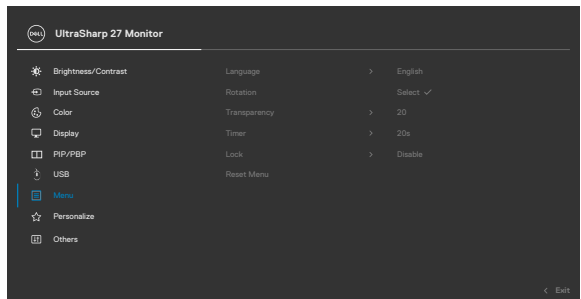 DELL UltraSharp 27 Monitor
Brightness/Contrast Language > English
Input Source Rotation Select ✓
Color Transparency > 20
Display Timer > 20s
PIP/PBP Lock > Disable
USB Reset Menu
Menu
Personalize
Others
< Exit